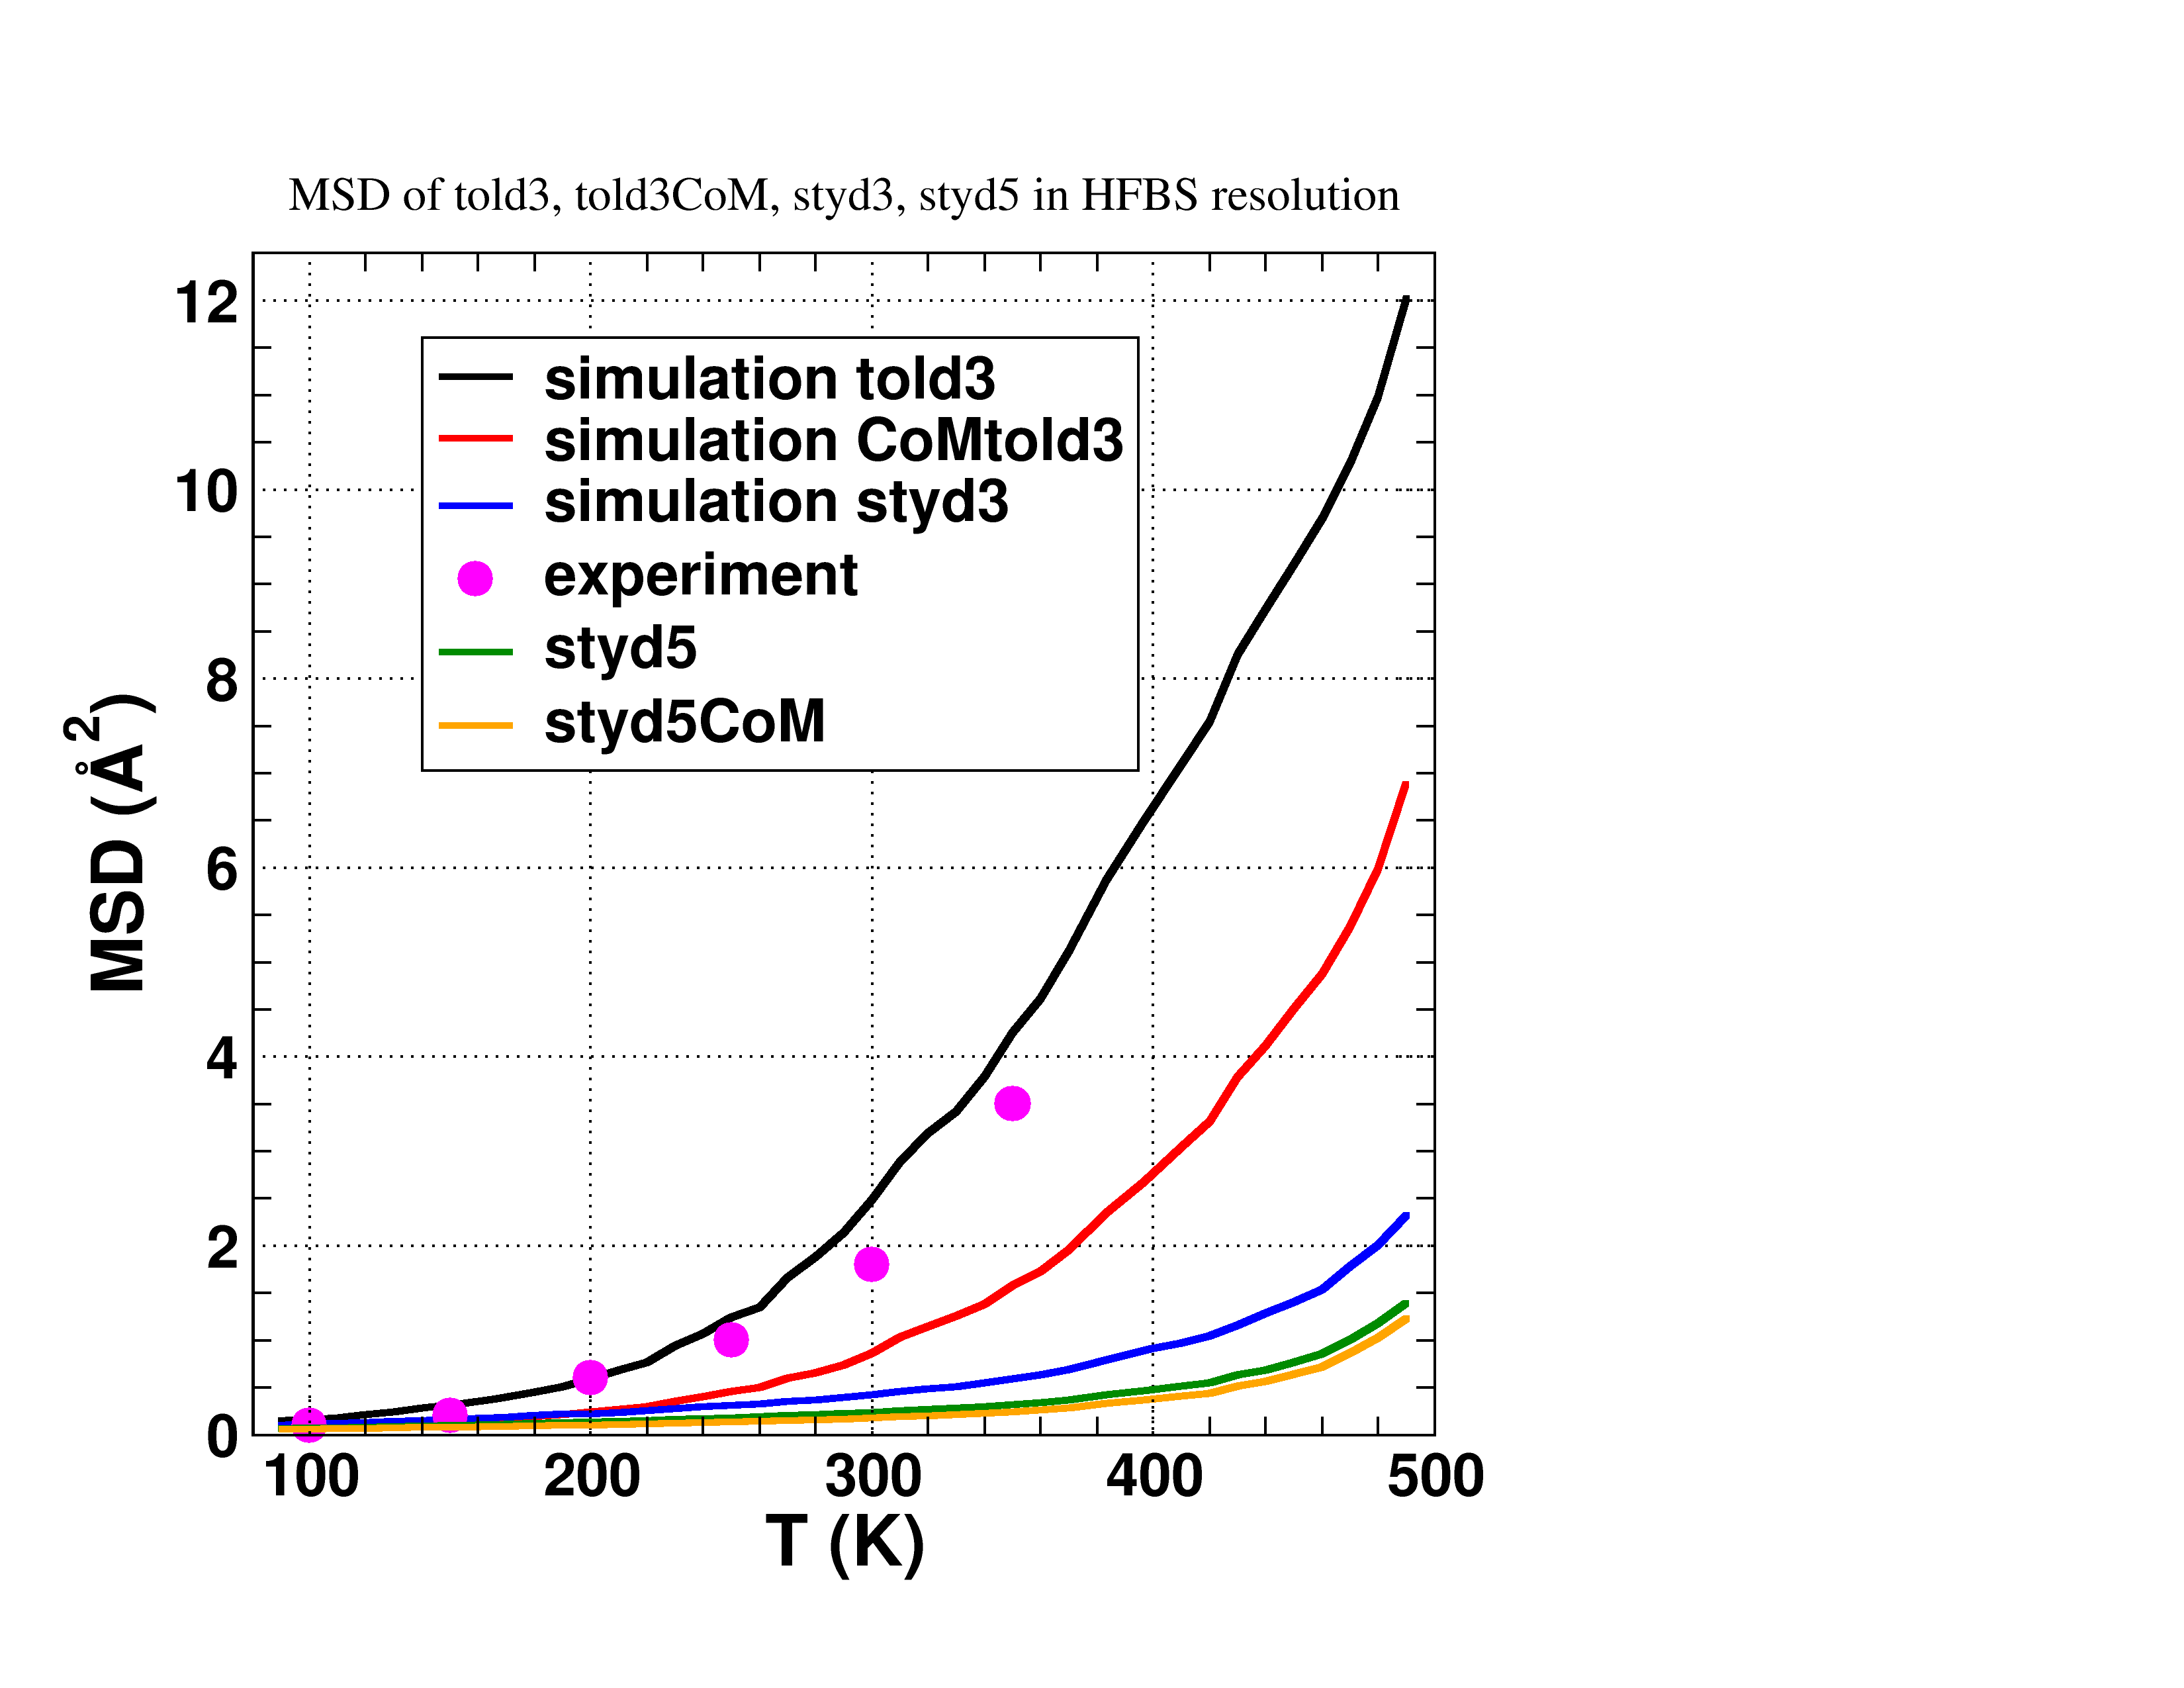 MSD of told3, told3CoM, styd3, styd5 in HFBS resolution
12
10
8
6
4
2
0
MSD (Å²)
simulation told3
simulation CoMtold3
simulation styd3
experiment
styd5
styd5CoM
100 200 300 400 500
T (K)